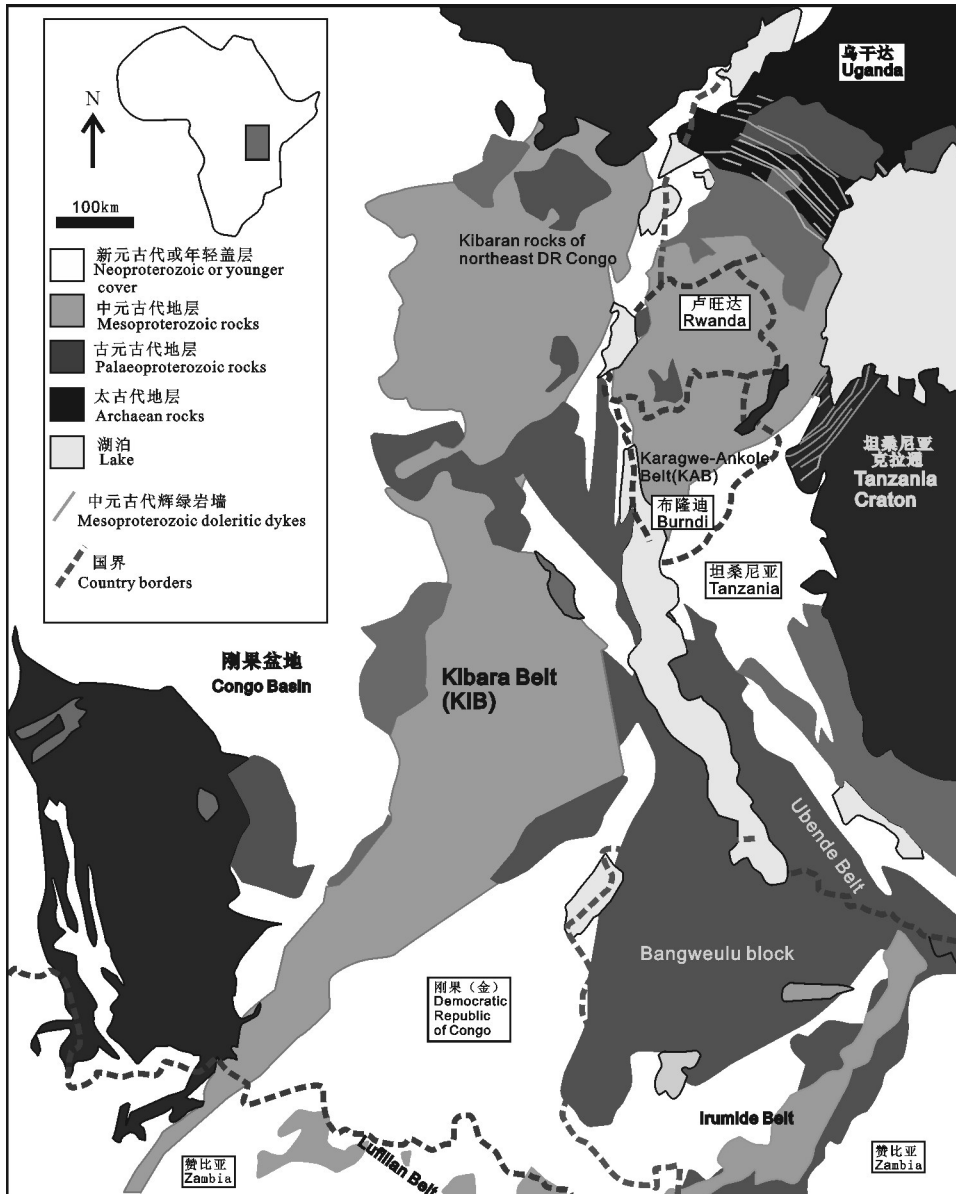 N
100km
新元古代或年轻盖层
Neoproterozoic or younger
cover
中元古代地层
Mesoproterozoic rocks
古元古代地层
Palaeoproterozoic rocks
太古代地层
Archaean rocks
湖泊
Lake
中元古代辉绿岩墙
Mesoproterozoic doleritic dykes
国界
Country borders
乌干达
Uganda
Kibaran rocks of
northeast DR Congo
卢旺达
Rwanda
Karagwe-Ankole
Belt(KAB)
布隆迪
Burndi
坦桑尼亚
克拉通
Tanzania
Craton
坦桑尼亚
Tanzania
刚果盆地
Congo Basin
Kibara Belt
(KIB)
Ubende Belt
Bangweulu block
刚果（金）
Democratic
Republic
of Congo
Irumide Belt
Lufilian Belt
赞比亚
Zambia
赞比亚
Zambia